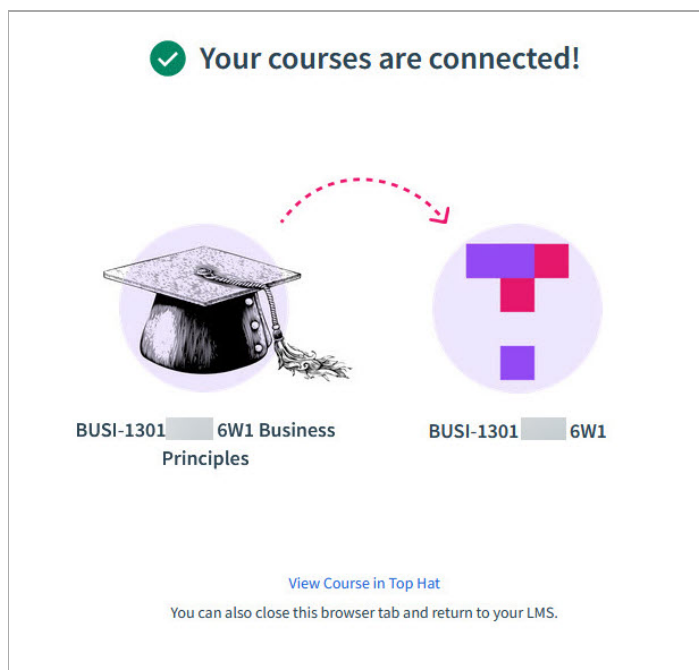 Your courses are connected!
BUSI-1301 6W1 Business
Principles
BUSI-1301 6W1
View Course in Top Hat
You can also close this browser tab and return to your LMS.